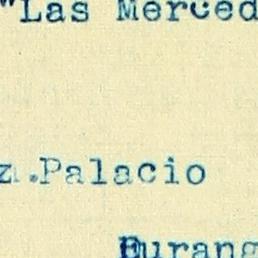 "Las Merced
z.Palacio
Durang